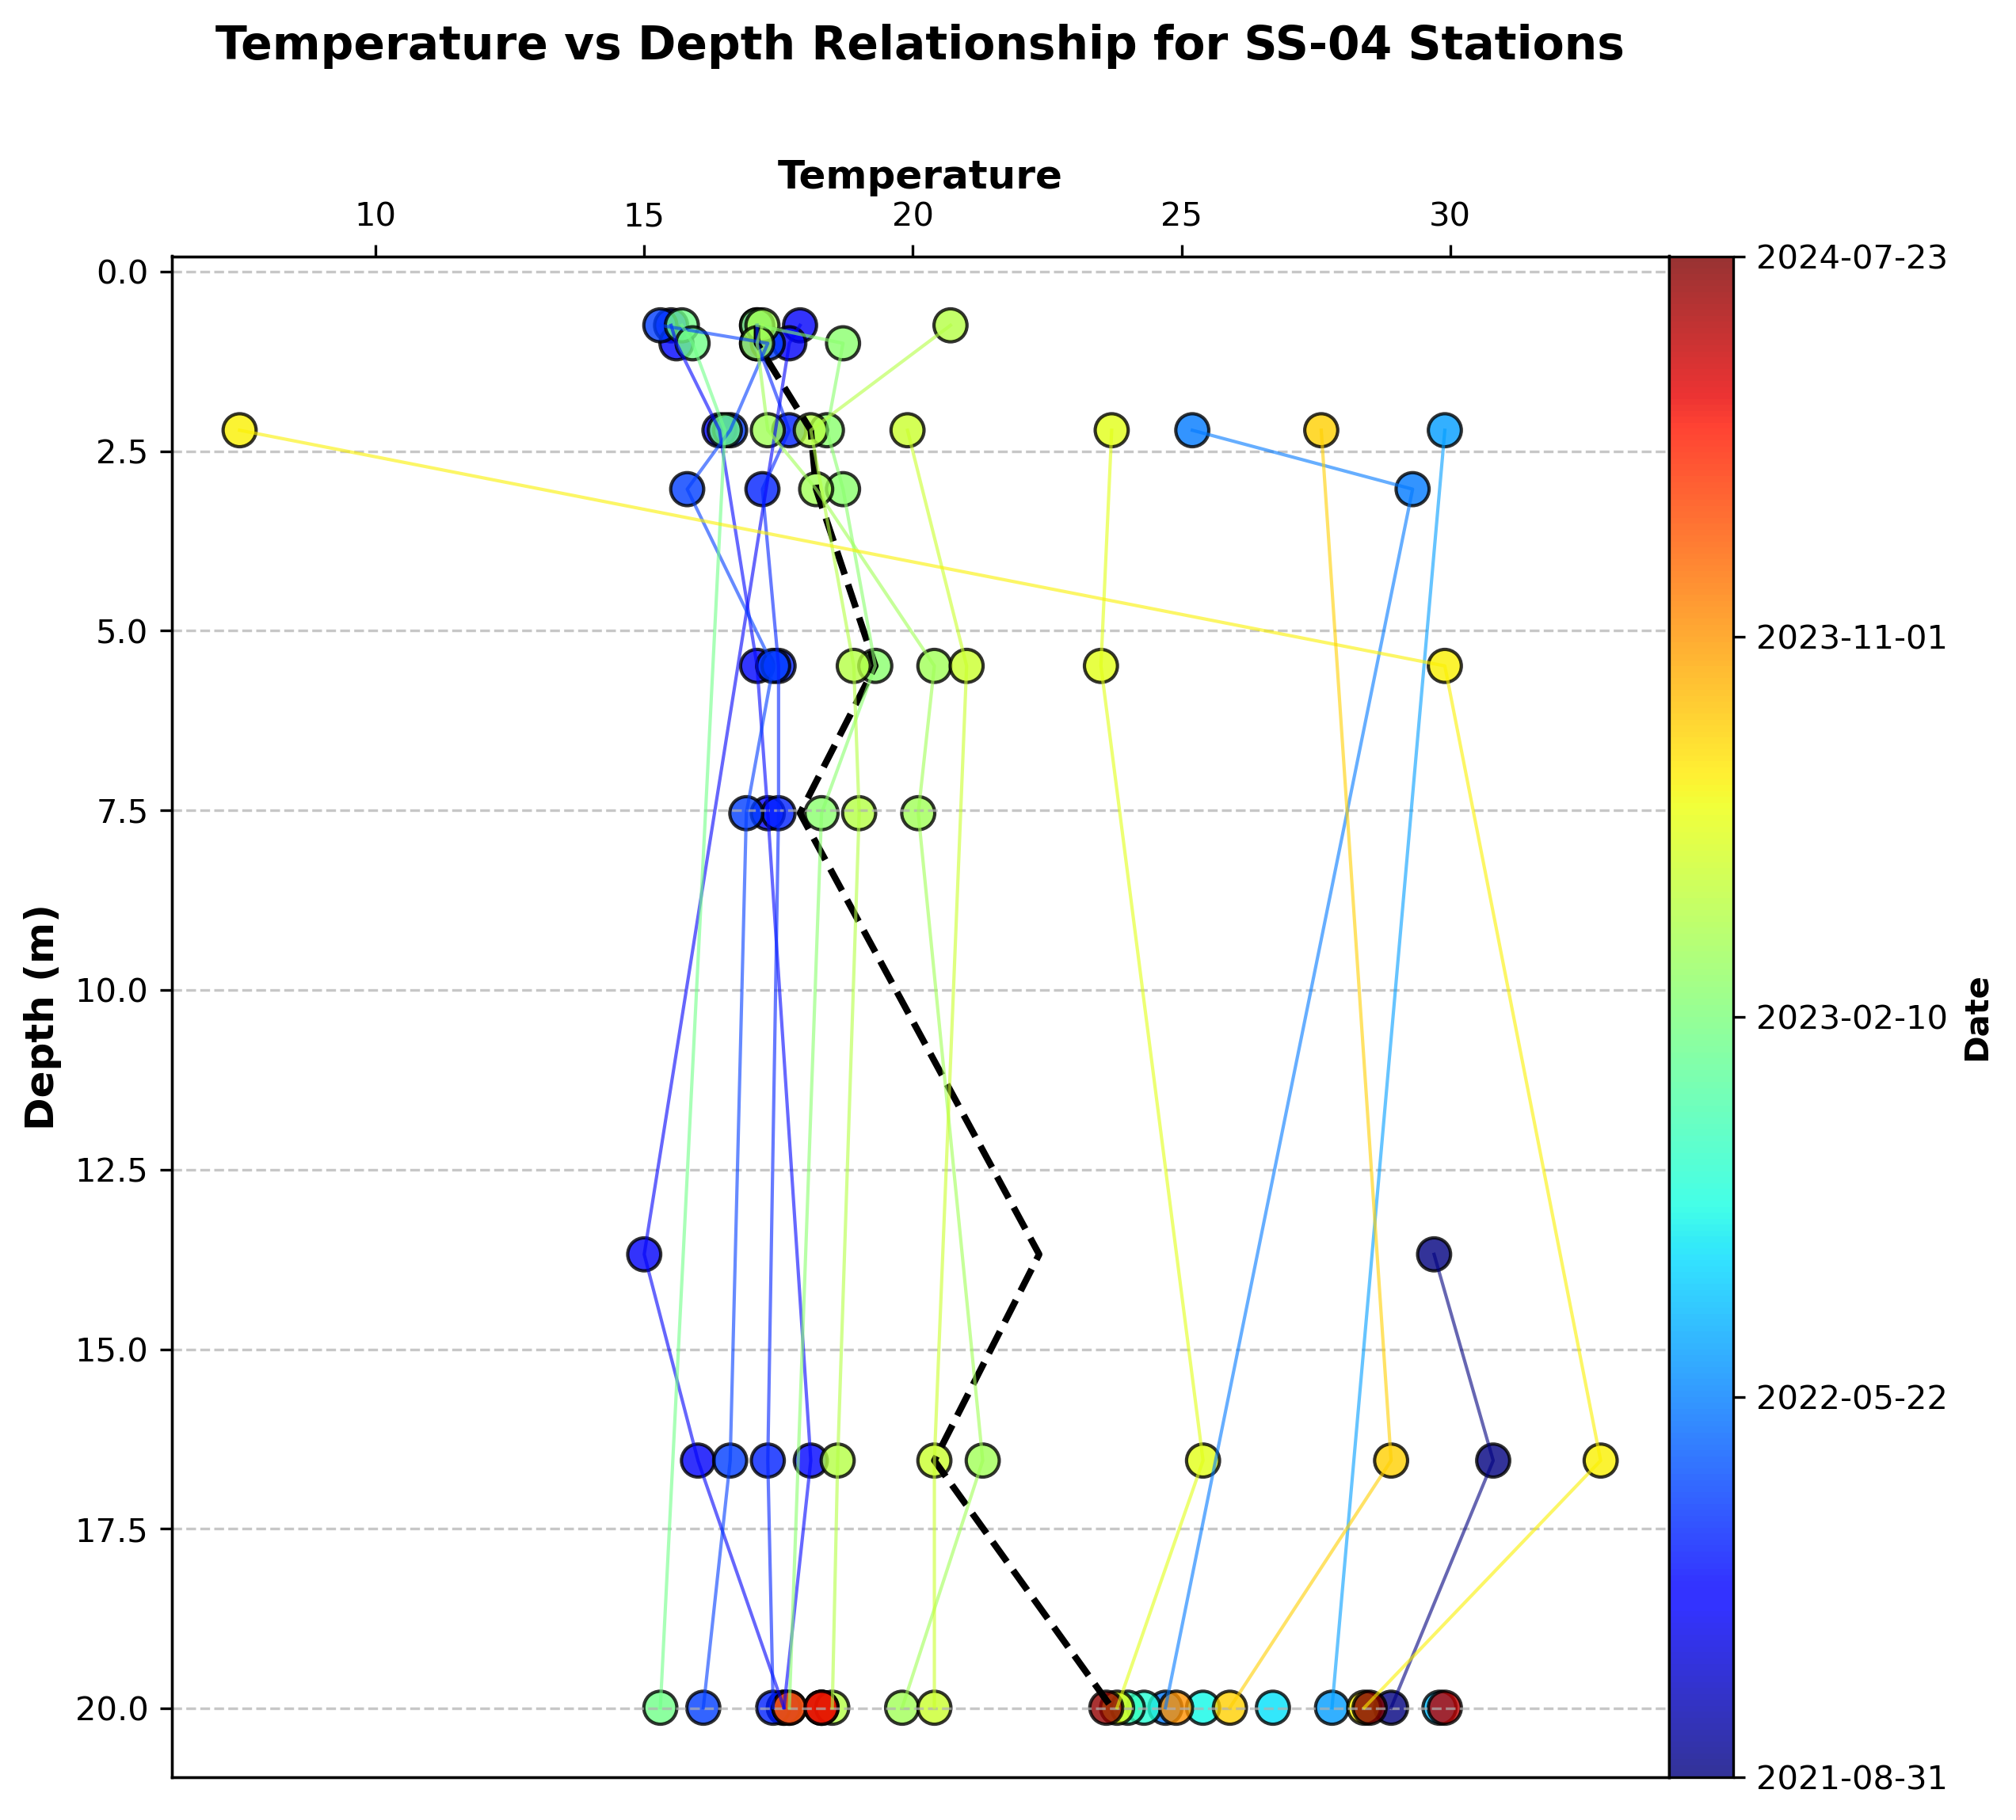 Temperature vs Depth Relationship for SS-04 Stations
Temperature
10 15 20 25 30
0.0
2.5
5.0
7.5
10.0
12.5
15.0
17.5
20.0
Depth (m)
2024-07-23
2023-11-01
2023-02-10
2022-05-22
2021-08-31
Date